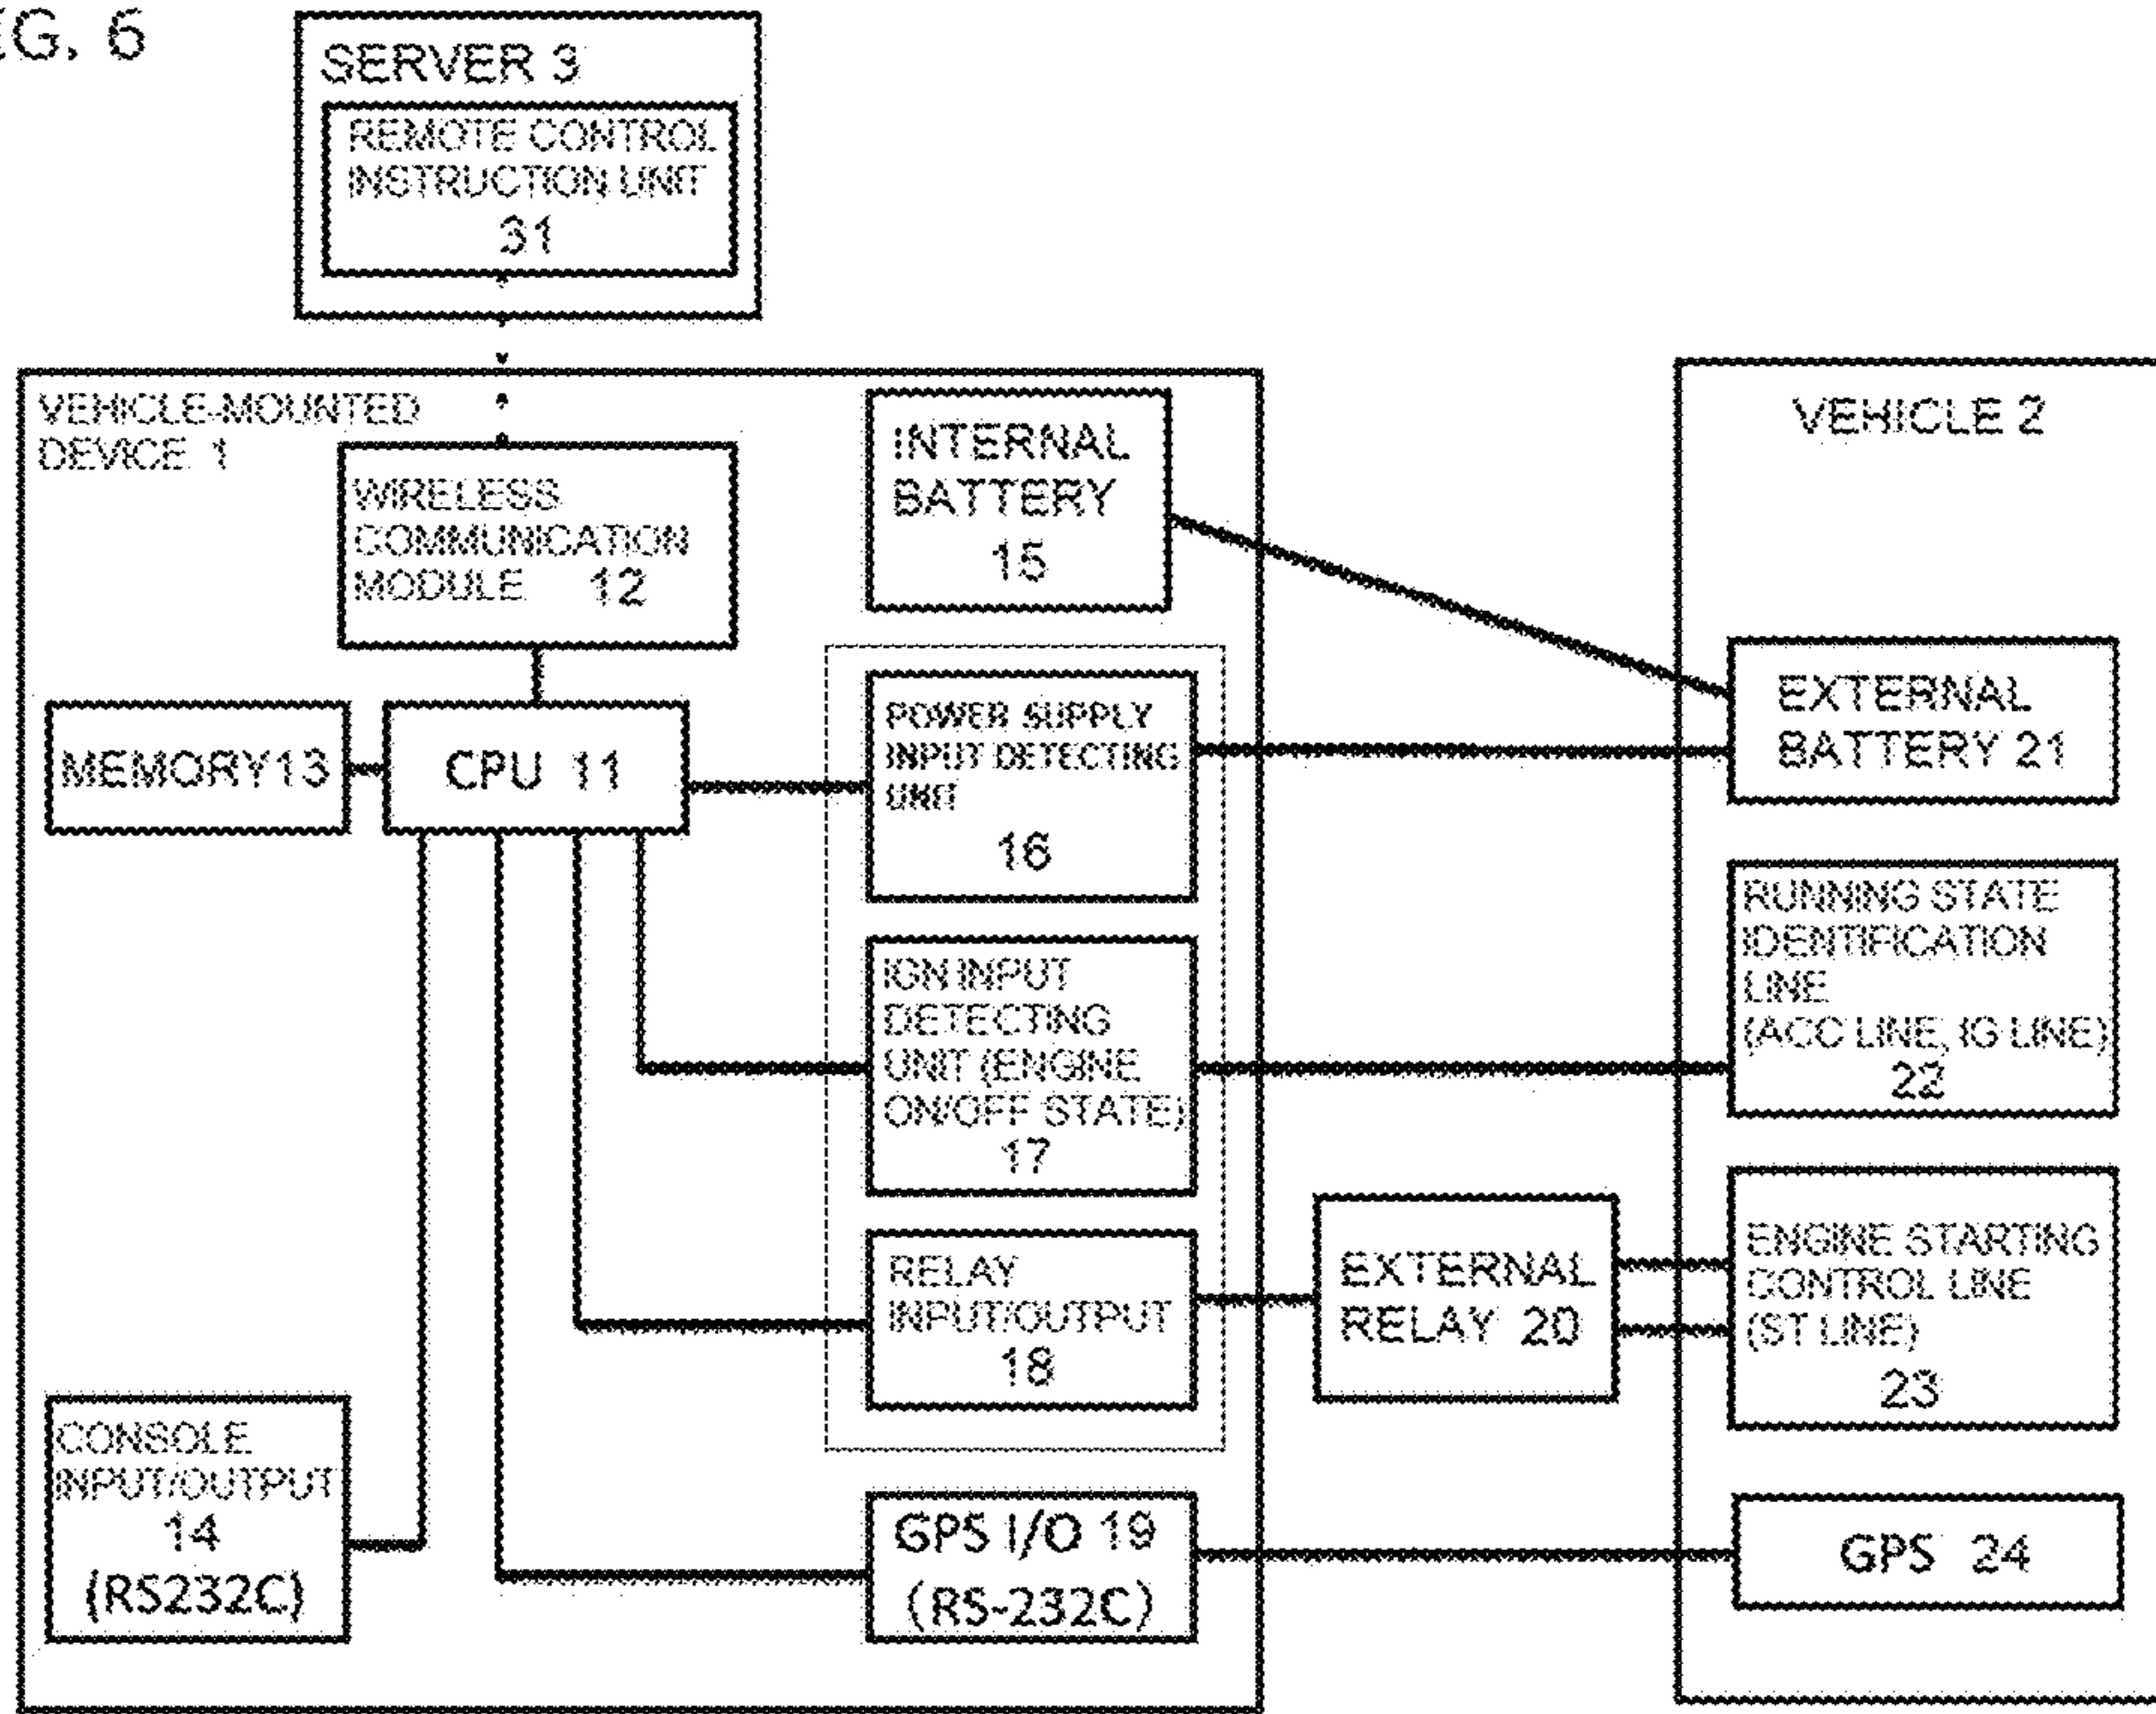 EG. 6
SERVER 3
REMOTE CONTROL
INSTRUCTION UNIT
31
VEHICLE-MOUNTED
DEVICE 1
WIRELESS
COMMUNICATION
MODULE 12
INTERNAL
BATTERY
15
VEHICLE 2
MEMORY13
CPU 11
POWER SUPPLY
INPUT DETECTING
UNIT
16
EXTERNAL
BATTERY 21
IGN INPUT
DETECTING
UNIT (ENGINE
ON/OFF STATE)
17
RUNNING STATE
IDENTIFICATION
LINE
(ACC LINE, IG LINE)
22
RELAY
INPUT/OUTPUT
18
EXTERNAL
RELAY 20
ENGINE STARTING
CONTROL LINE
(ST LINE)
23
CONSOLE
INPUT/OUTPUT
14
(RS232C)
GPS I/O 19
(RS-232C)
GPS 24